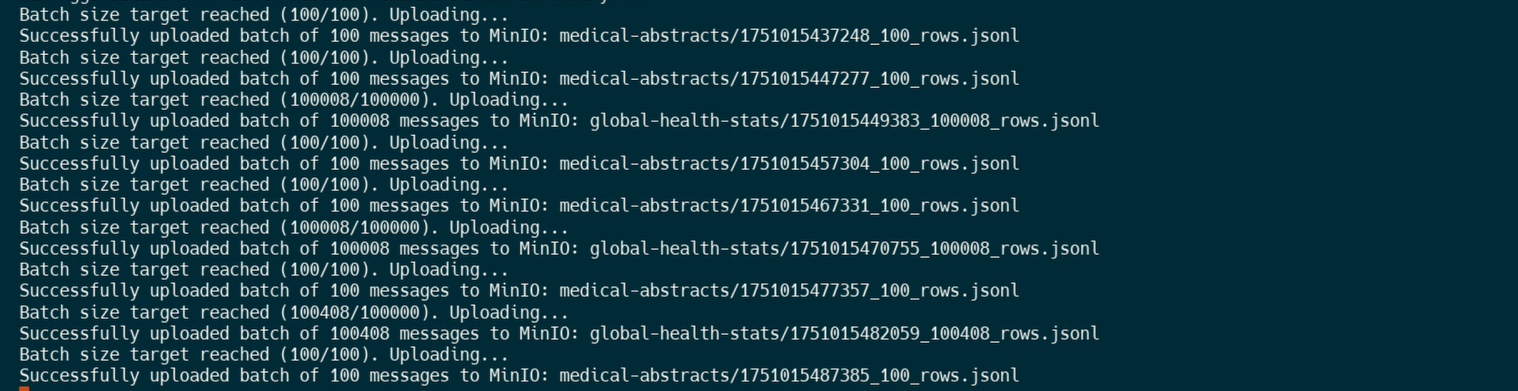 Batch size target reached (100/100). Uploading...
Successfully uploaded batch of 100 messages to MinIO: medical-abstracts/1751015437248_100_rows.jsonl
Batch size target reached (100/100). Uploading...
Successfully uploaded batch of 100 messages to MinIO: medical-abstracts/1751015447277_100_rows.jsonl
Batch size target reached (100008/100000). Uploading...
Successfully uploaded batch of 100008 messages to MinIO: global-health-stats/1751015449383_100008_rows.jsonl
Batch size target reached (100/100). Uploading...
Successfully uploaded batch of 100 messages to MinIO: medical-abstracts/1751015457304_100_rows.jsonl
Batch size target reached (100/100). Uploading...
Successfully uploaded batch of 100 messages to MinIO: medical-abstracts/1751015467331_100_rows.jsonl
Batch size target reached (100008/100000). Uploading...
Successfully uploaded batch of 100008 messages to MinIO: global-health-stats/1751015470755_100008_rows.jsonl
Batch size target reached (100/100). Uploading...
Successfully uploaded batch of 100 messages to MinIO: medical-abstracts/1751015477357_100_rows.jsonl
Batch size target reached (100408/100000). Uploading...
Successfully uploaded batch of 100408 messages to MinIO: global-health-stats/1751015482059_100408_rows.jsonl
Batch size target reached (100/100). Uploading...
Successfully uploaded batch of 100 messages to MinIO: medical-abstracts/1751015487385_100_rows.jsonl